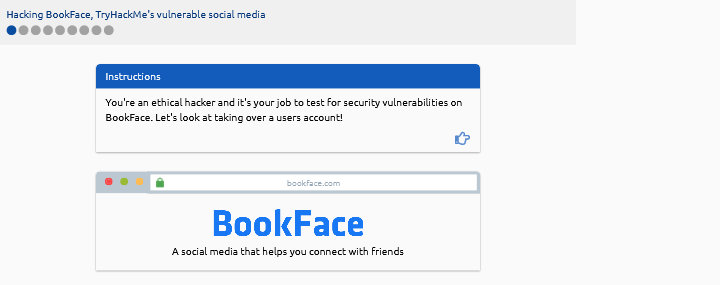 Hacking BookFace, TryHackMe's vulnerable social media
Instructions
You're an ethical hacker and it's your job to test for security vulnerabilities on
BookFace. Let's look at taking over a users account!
bookface.com
BookFace
A social media that helps you connect with friends